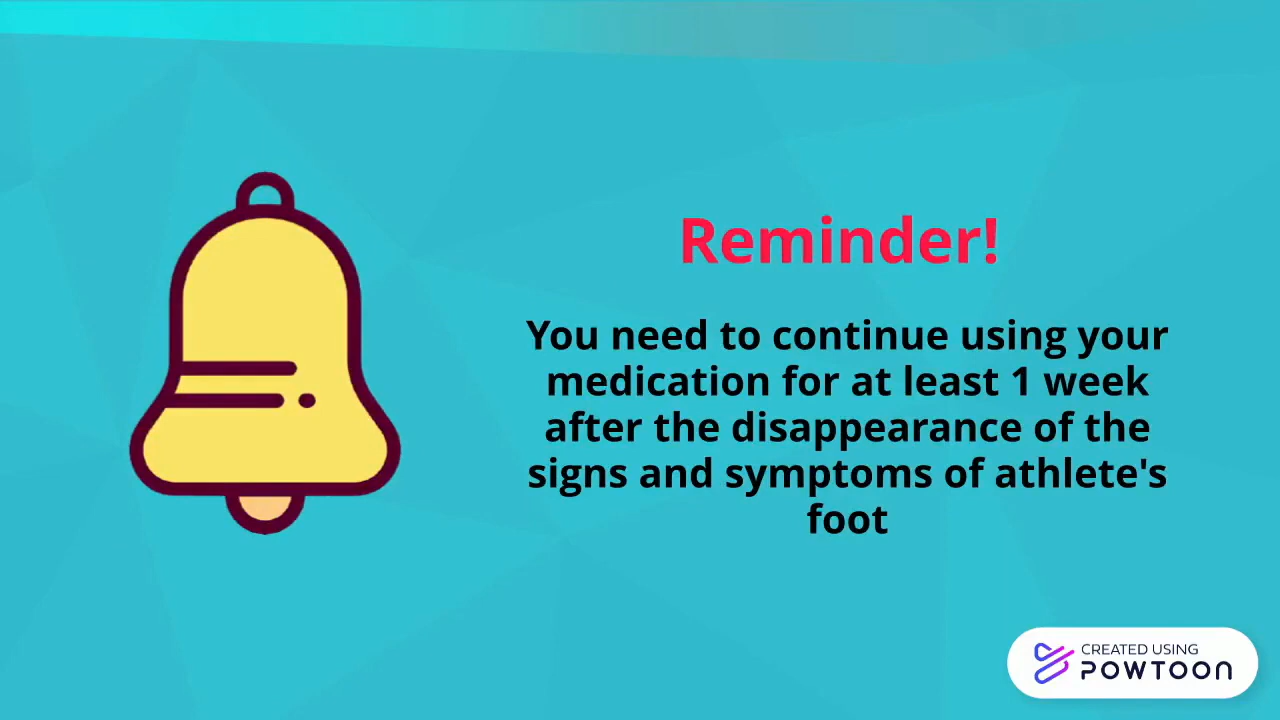 Reminder!
You need to continue using your
medication for at least 1 week
after the disappearance of the
signs and symptoms of athlete's
foot
CREATED USING
POWTOON